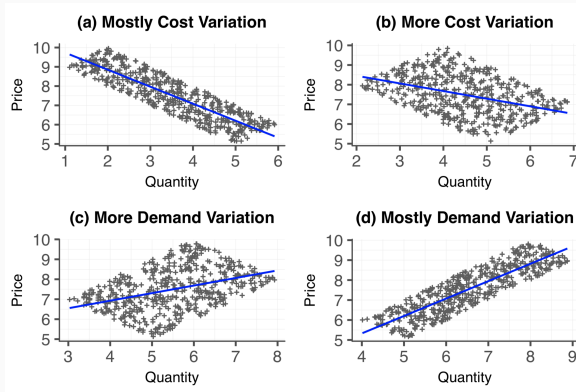 (a) Mostly Cost Variation
10
9
8
7
6
5
Price
1 2 3 4 5 6
Quantity
(b) More Cost Variation
10
9
8
7
6
5
Price
2 3 4 5 6 7
Quantity
(c) More Demand Variation
10
9
8
7
6
5
Price
3 4 5 6 7 8
Quantity
(d) Mostly Demand Variation
10
9
8
7
6
5
Price
4 5 6 7 8 9
Quantity